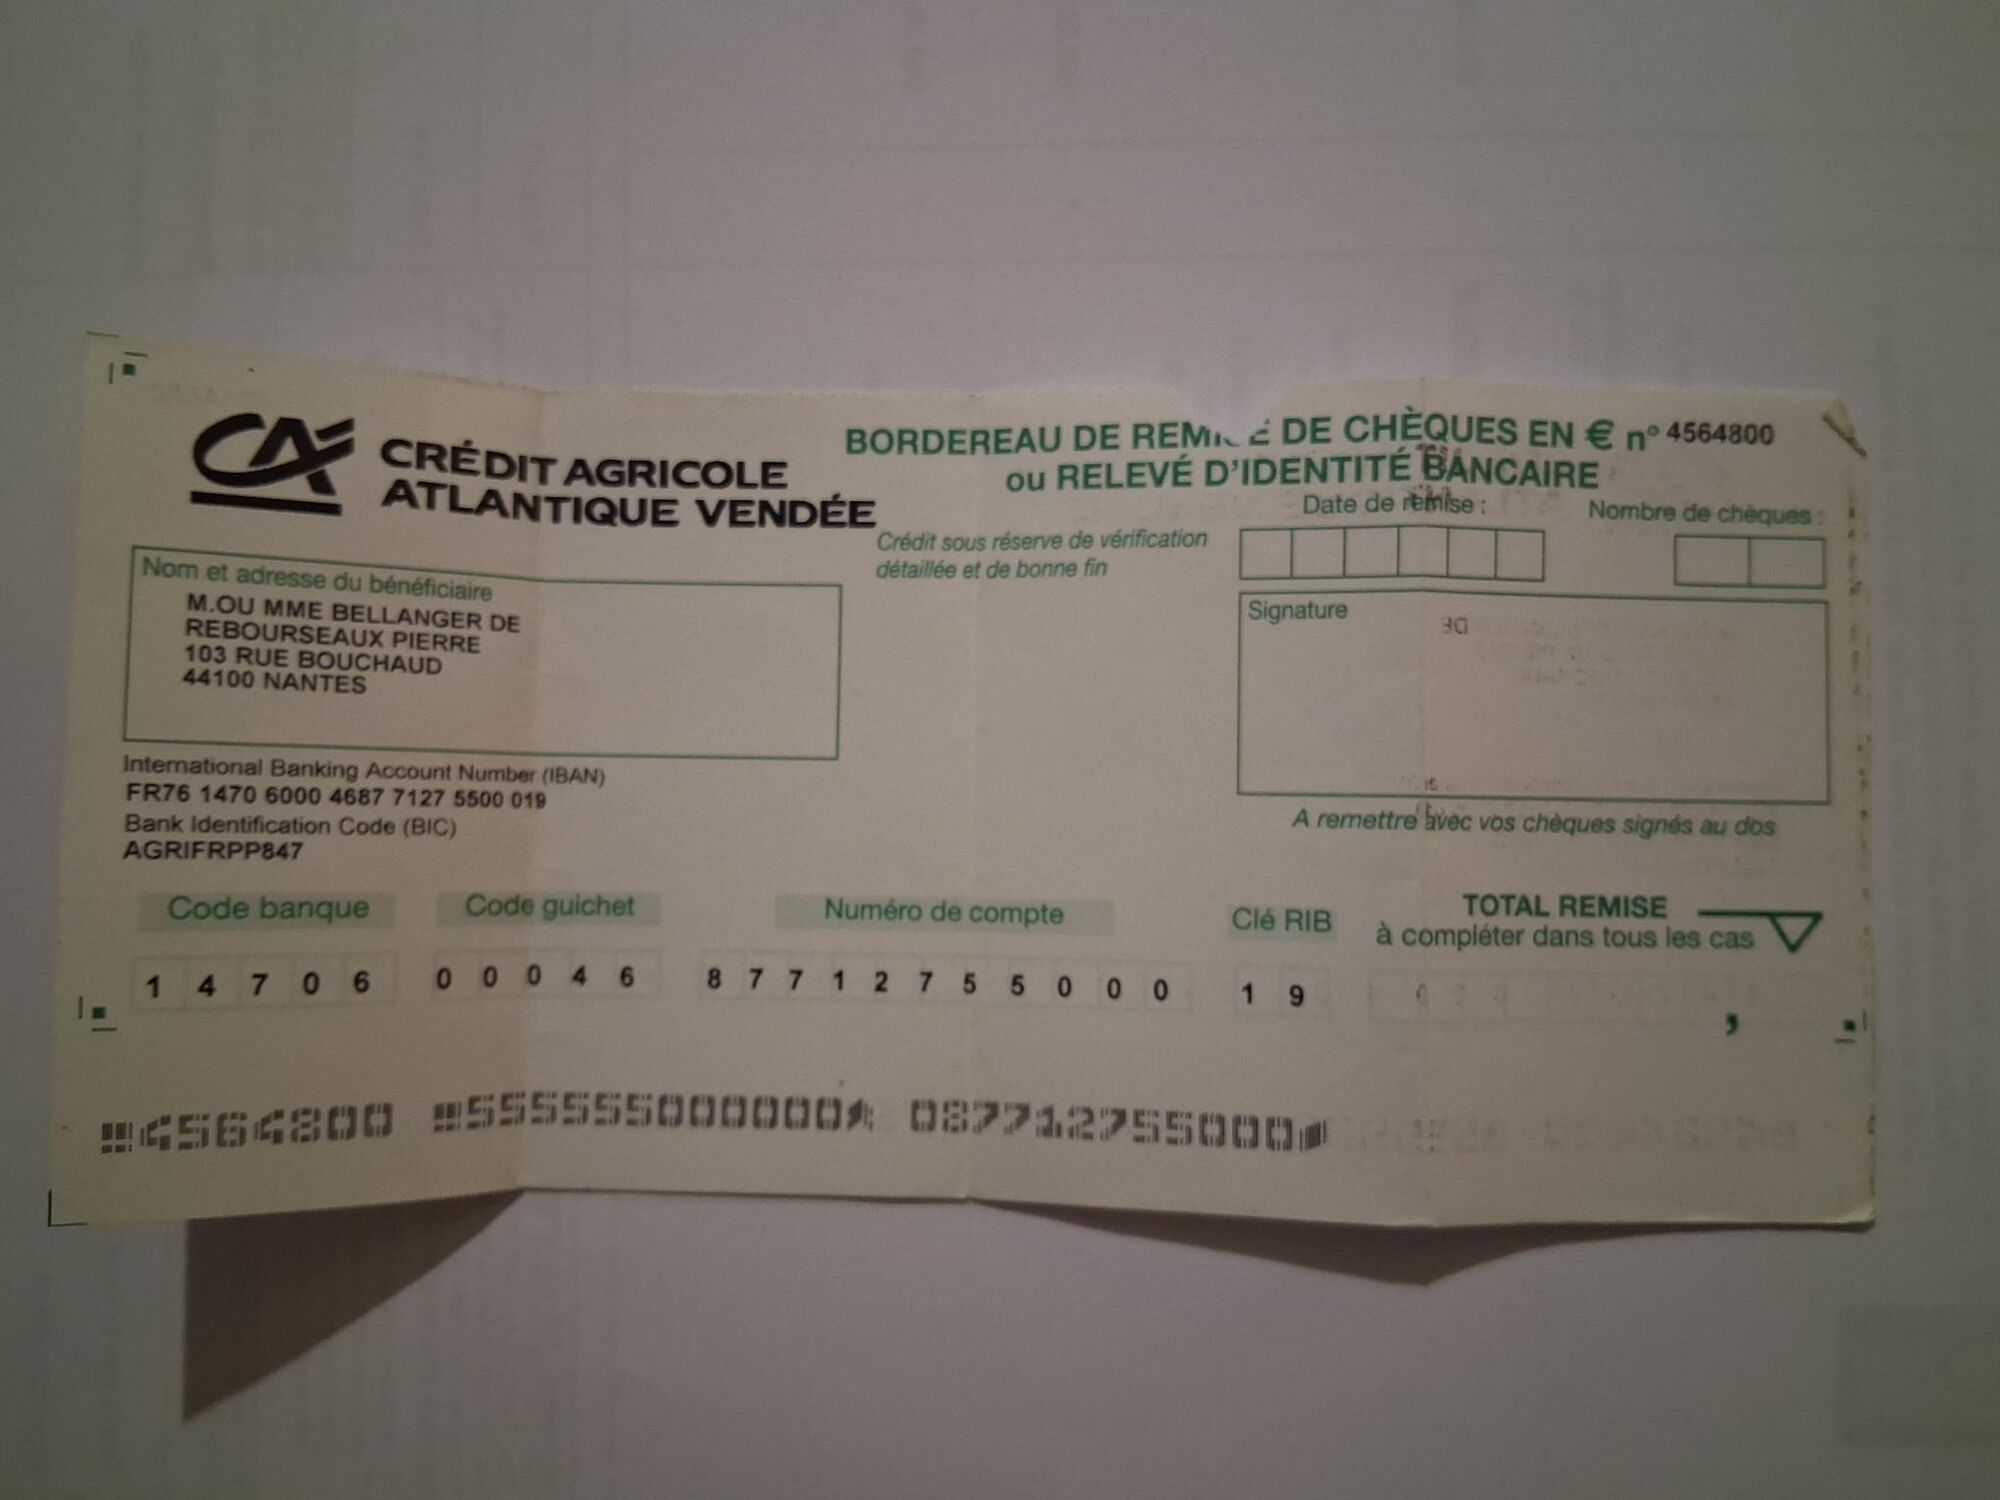 CRÉDIT AGRICOLE
ATLANTIQUE VENDÉE
BORDEREAU DE DE CHÈQUES EN € n° 4564800
ou RELEVÉ D'IDENTITÉ BANCAIRE
Date de remise :
Nombre de chèques :
Crédit sous réserve de vérification
détaillée et de bonne fin
Nom et adresse du bénéficiaire
M.OU MME BELLANGER DE
REBOURSEAUX PIERRE
103 RUE BOUCHAUD
44100 NANTES
Signature
International Banking Account Number (IBAN)
FR76 1470 6000 4687 7127 5500 019
Bank Identification Code (BIC)
AGRIFRPP847
A remettre avec vos chèques signés au dos
Code banque
Code guichet
Numéro de compte
Clé RIB
TOTAL REMISE
à compléter dans tous les cas
1 4 7 0 6
0 0 0 4 6
8 7 7 1 2 7 5 5 0 0 0
1 9
,
4564800 555555000000 087712755000